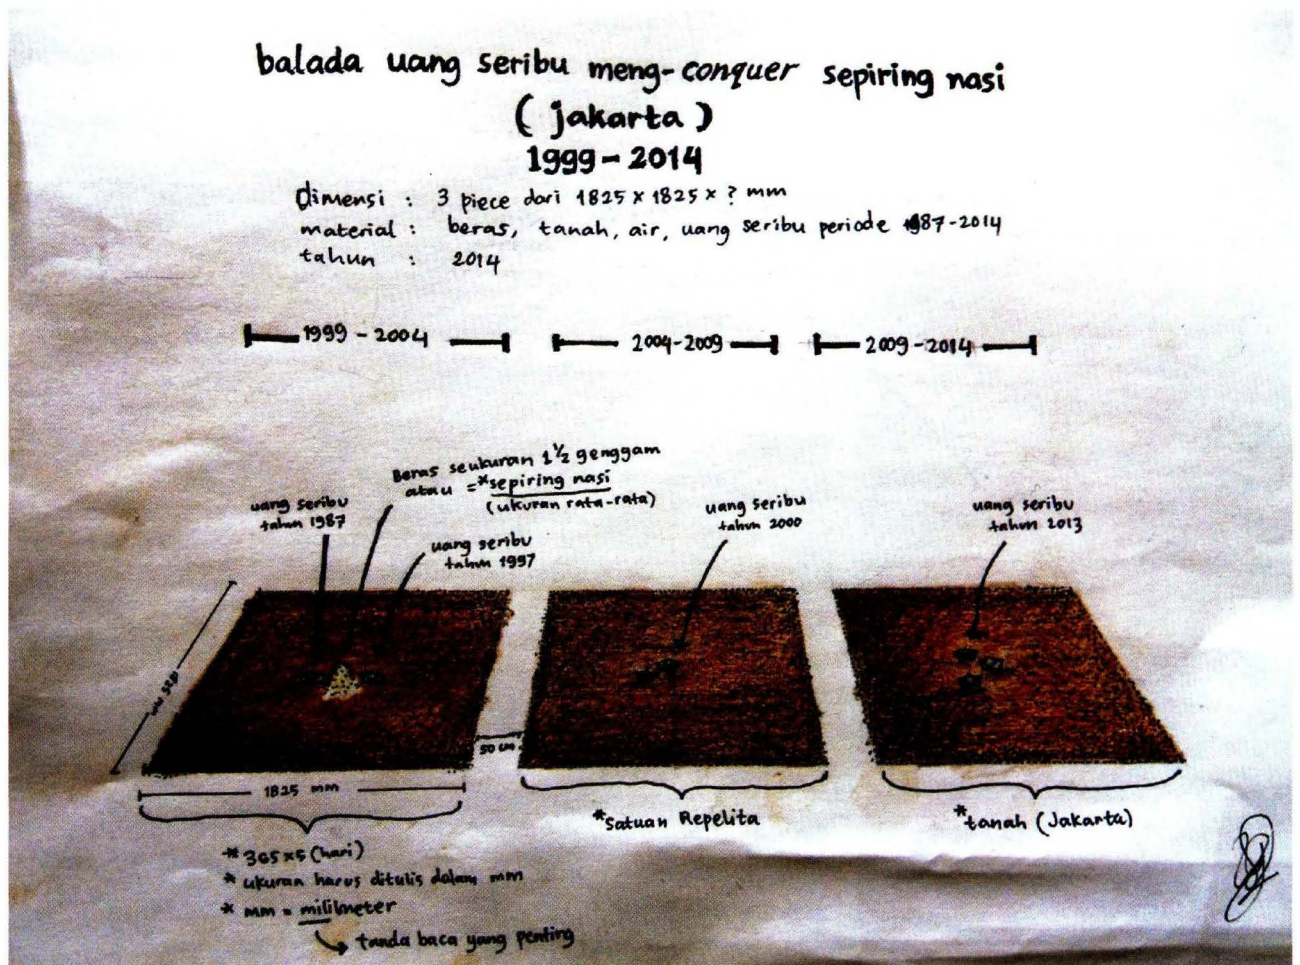 balada uang seribu meng-conquer sepiring nasi
( jakarta )
1999 - 2014
Dimensi : 3 piece dari 1825 x 1825 x ? mm
material : beras, tanah, air, uang seribu periode 1987-2014
tahun : 2014
1999 - 2004
2004-2009
2009-2014
Beras seukuran 1 1/2 genggam
atau = *sepiring nasi
(ukuran rata-rata)
uang seribu
tahun 1987
uang seribu
tahun 1997
uang seribu
tahun 2000
uang seribu
tahun 2013
50 cm
1825 mm
*Satuan Repelita
*tanah (Jakarta)
* 365x5 (hari)
* ukuran harus ditulis dalam mm
* mm = mililmeter
tanda baca yang penting